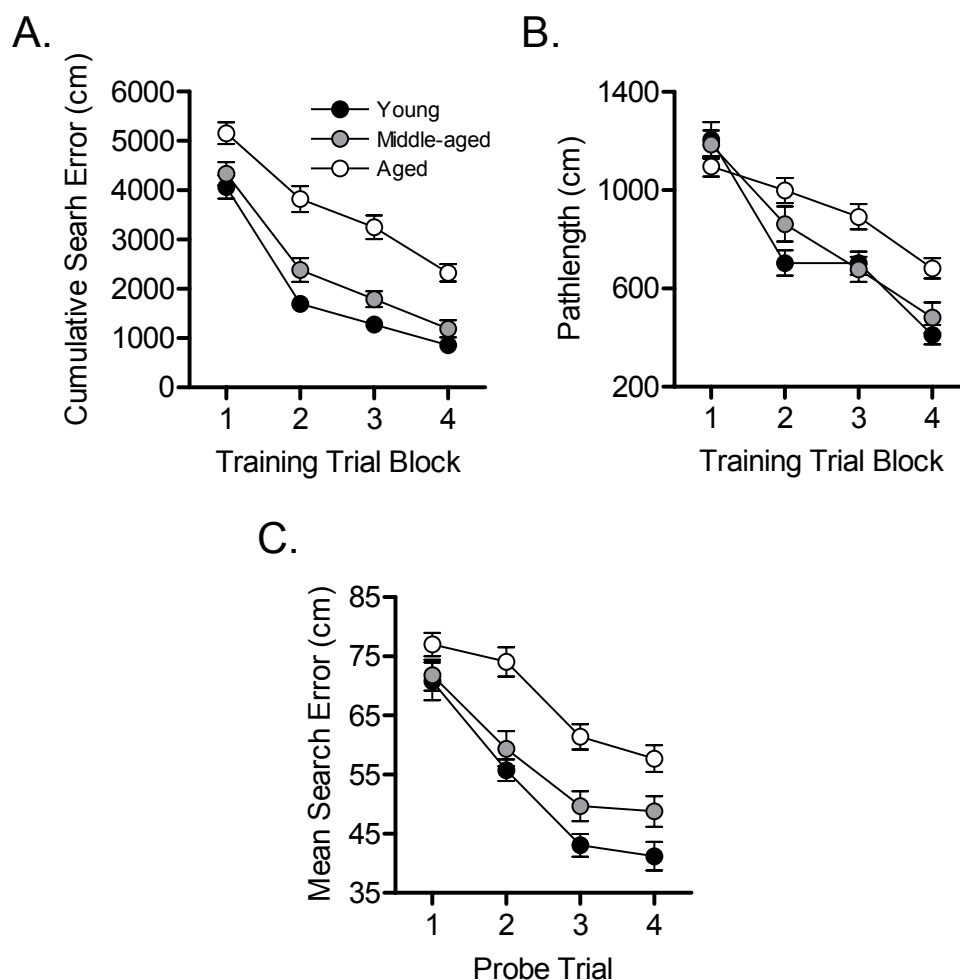 A.
Cumulative Searh Error (cm)
6000
5000
4000
3000
2000
1000
0
Young
Middle-aged
Aged
1 2 3 4
Training Trial Block
B.
Pathlength (cm)
1400
1000
600
200
1 2 3 4
Training Trial Block
C.
Mean Search Error (cm)
85
75
65
55
45
35
1 2 3 4
Probe Trial